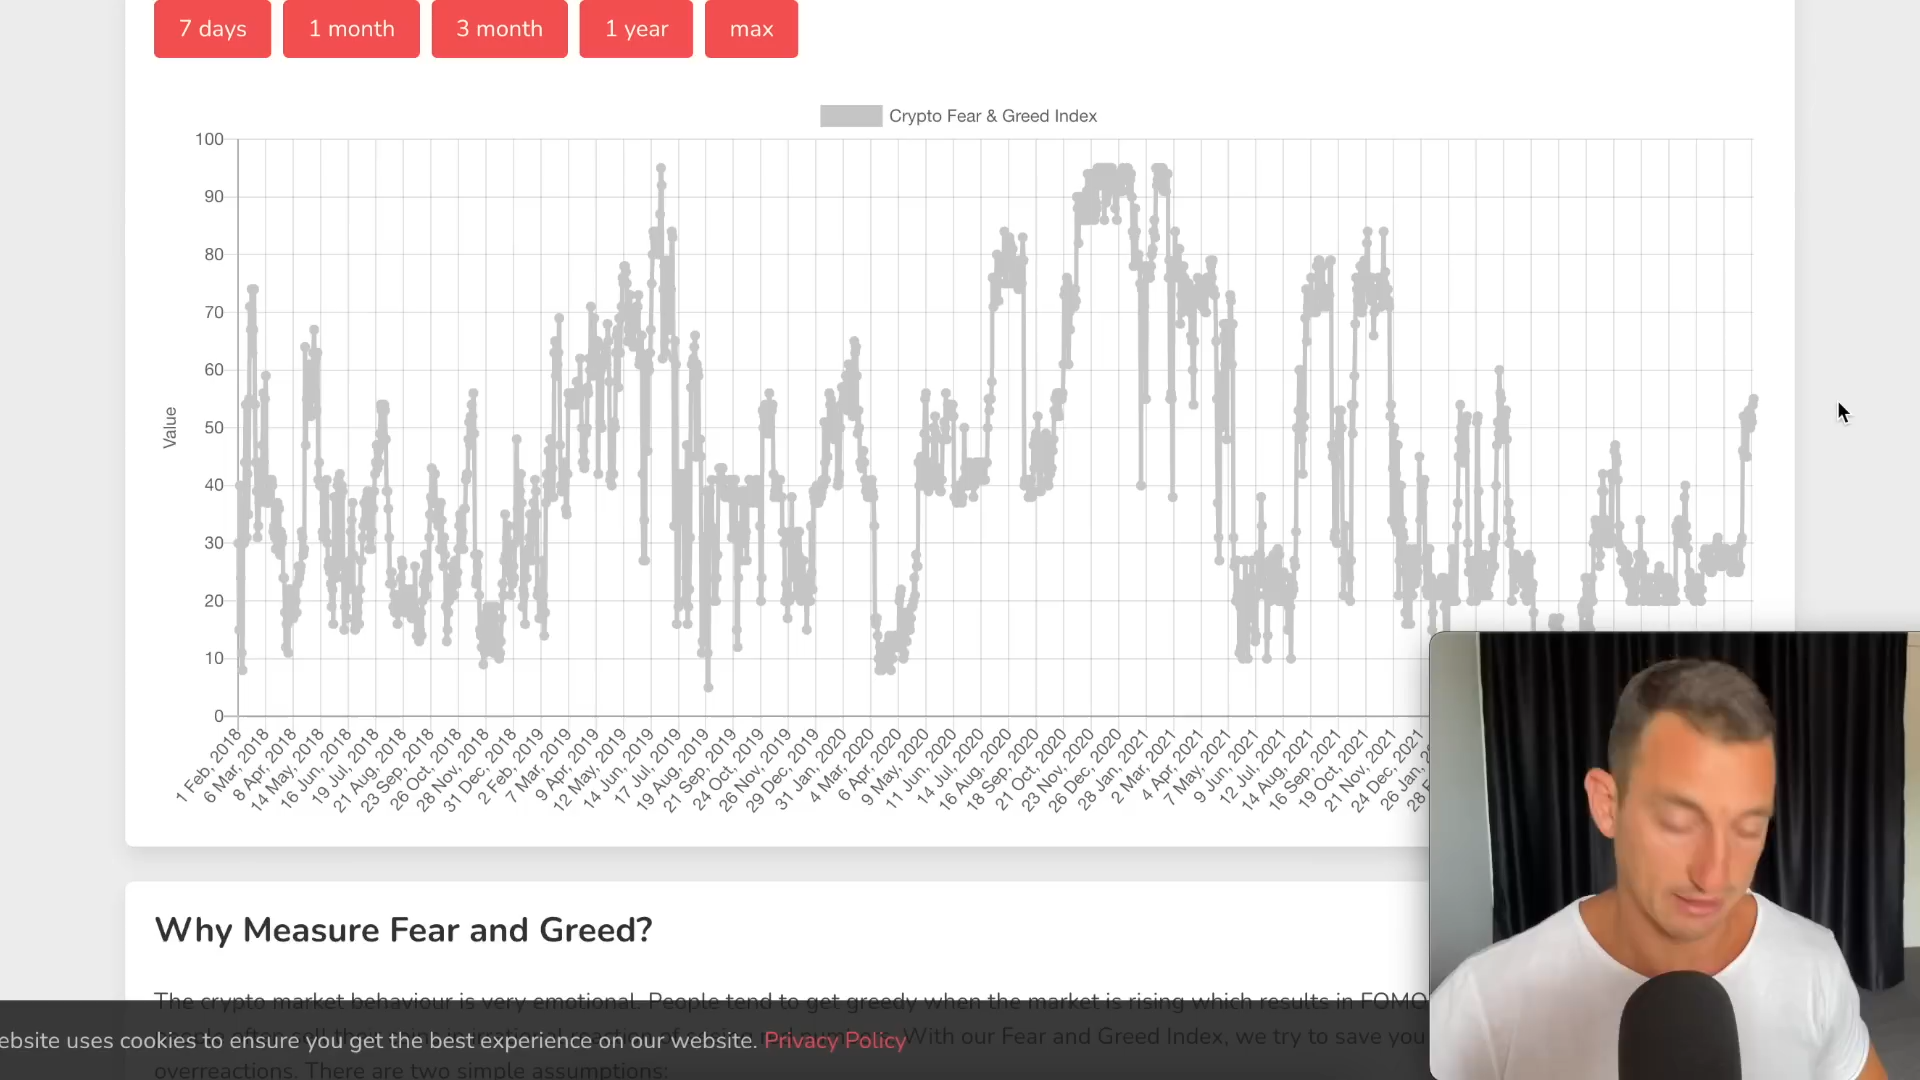 7 days 1 month 3 month 1 year max
Crypto Fear & Greed Index
100
90
80
70
60
50
40
30
20
10
0
Value
1 Feb, 2018
6 Mar, 2018
8 Apr, 2018
14 May, 2018
16 Jun, 2018
19 Jul, 2018
21 Aug, 2018
23 Sep, 2018
26 Oct, 2018
28 Nov, 2018
31 Dec, 2018
2 Feb, 2019
7 Mar, 2019
9 Apr, 2019
12 May, 2019
14 Jun, 2019
17 Jul, 2019
19 Aug, 2019
21 Sep, 2019
24 Oct, 2019
26 Nov, 2019
29 Dec, 2019
31 Jan, 2020
4 Mar, 2020
6 Apr, 2020
9 May, 2020
11 Jun, 2020
14 Jul, 2020
16 Aug, 2020
18 Sep, 2020
21 Oct, 2020
23 Nov, 2020
26 Dec, 2020
28 Jan, 2021
2 Mar, 2021
4 Apr, 2021
7 May, 2021
9 Jun, 2021
12 Jul, 2021
14 Aug, 2021
16 Sep, 2021
19 Oct, 2021
21 Nov, 2021
24 Dec, 2021
26 Jan,
28
Why Measure Fear and Greed?
The crypto market behaviour is very emotional. People tend to get greedy when the market is rising which results in FOMO
With our Fear and Greed Index, we try to save you
ebsite uses cookies to ensure you get the best experience on our website. Privacy Policy
overreactions. There are two simple assumptions: